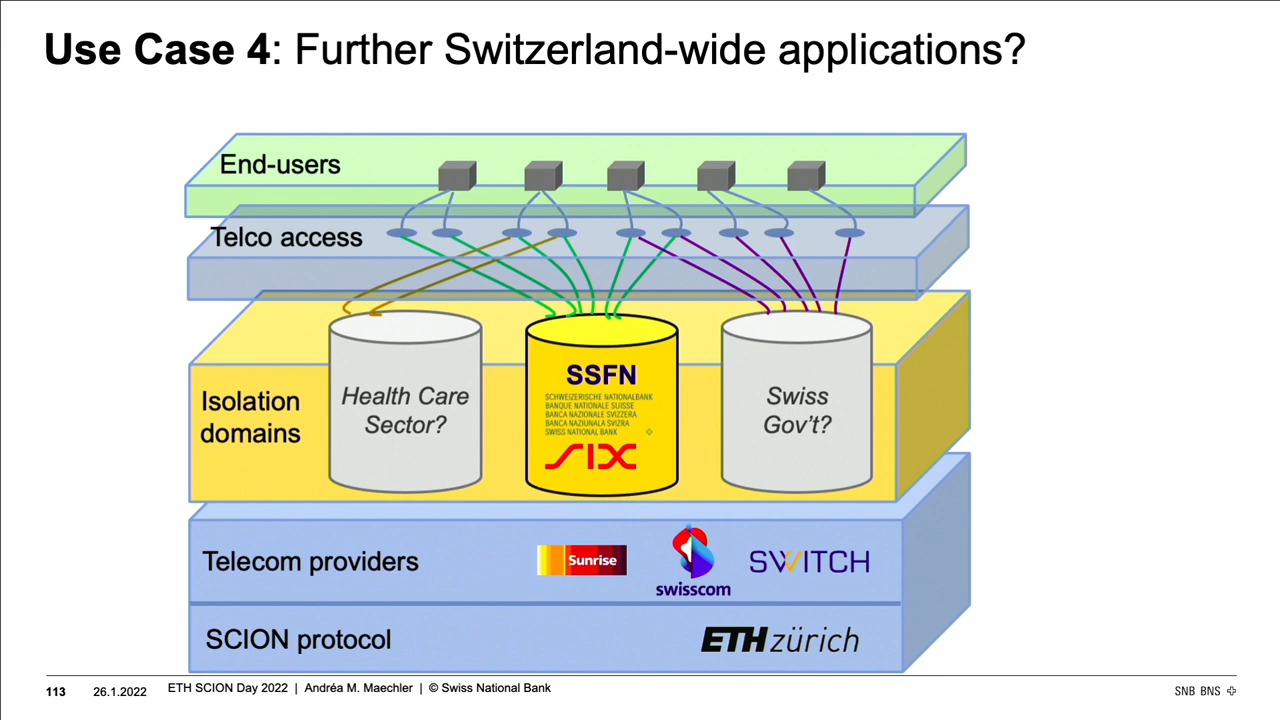 Use Case 4: Further Switzerland-wide applications?
End-users
Telco access
Isolation
domains
Health Care
Sector?
SSFN
SCHWEIZERISCHE NATIONALBANK
BANQUE NATIONALE SUISSE
BANCA NAZIONALE SVIZZERA
BANCA NAZIUNALA SVIZRA
SWISS NATIONAL BANK
SIX
Swiss
Gov't?
Telecom providers
Sunrise
swisscom
SWITCH
SCION protocol
ETH zürich
113 26.1.2022 ETH SCION Day 2022 | Andréa M. Maechler | © Swiss National Bank
SNB BNS